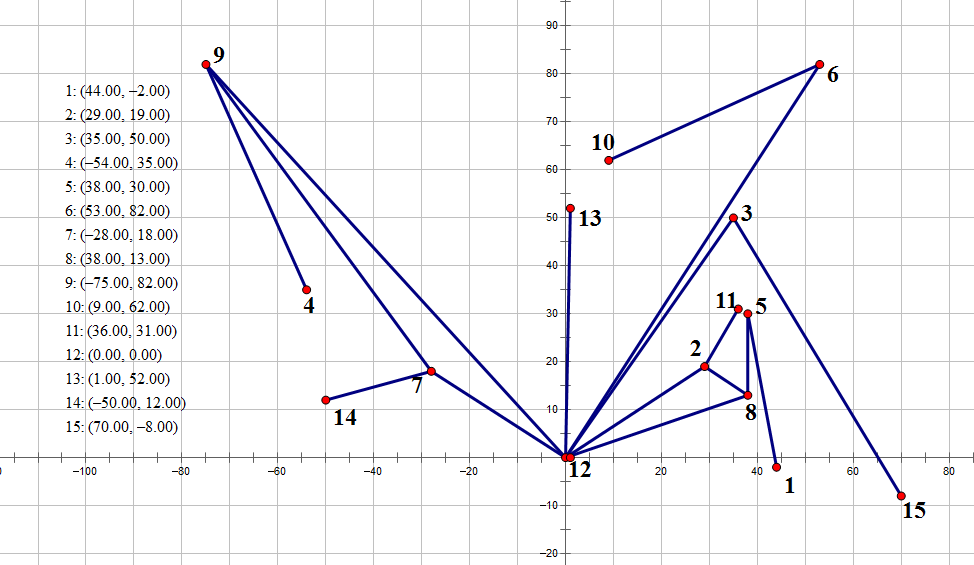 90
9
80
6
1: (44.00, –2.00)
2: (29.00, 19.00)
3: (35.00, 50.00)
4: (–54.00, 35.00)
5: (38.00, 30.00)
6: (53.00, 82.00)
7: (–28.00, 18.00)
8: (38.00, 13.00)
9: (–75.00, 82.00)
10: (9.00, 62.00)
11: (36.00, 31.00)
12: (0.00, 0.00)
13: (1.00, 52.00)
14: (–50.00, 12.00)
15: (70.00, –8.00)
70
10
60
50
13
3
40
4
30
11
5
2
20
7
14
10
8
12
–100
–80
–60
–40
–20
20
40
60
80
1
–10
15
–20